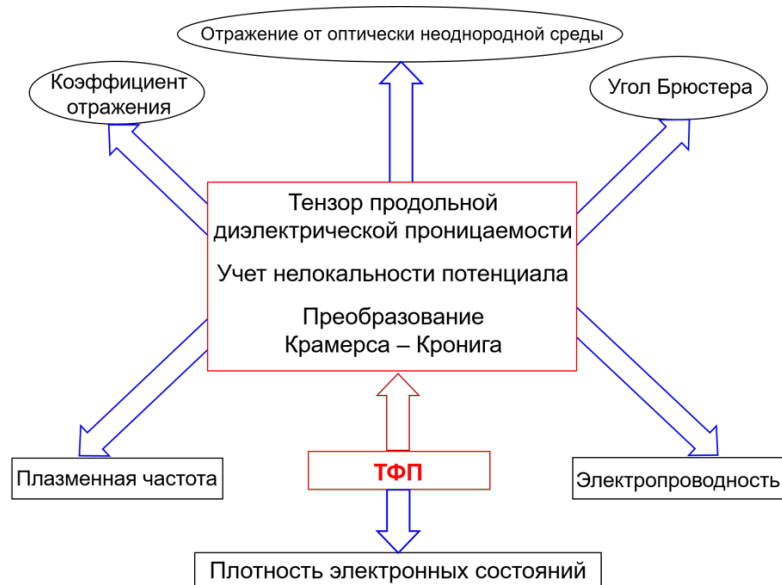 Отражение от оптически неоднородной среды
Коэффициент
отражения
Угол Брюстера
Тензор продольной
диэлектрической проницаемости
Учет нелокальности потенциала
Преобразование
Крамерса – Кронига
Плазменная частота
ТФП
Электропроводность
Плотность электронных состояний